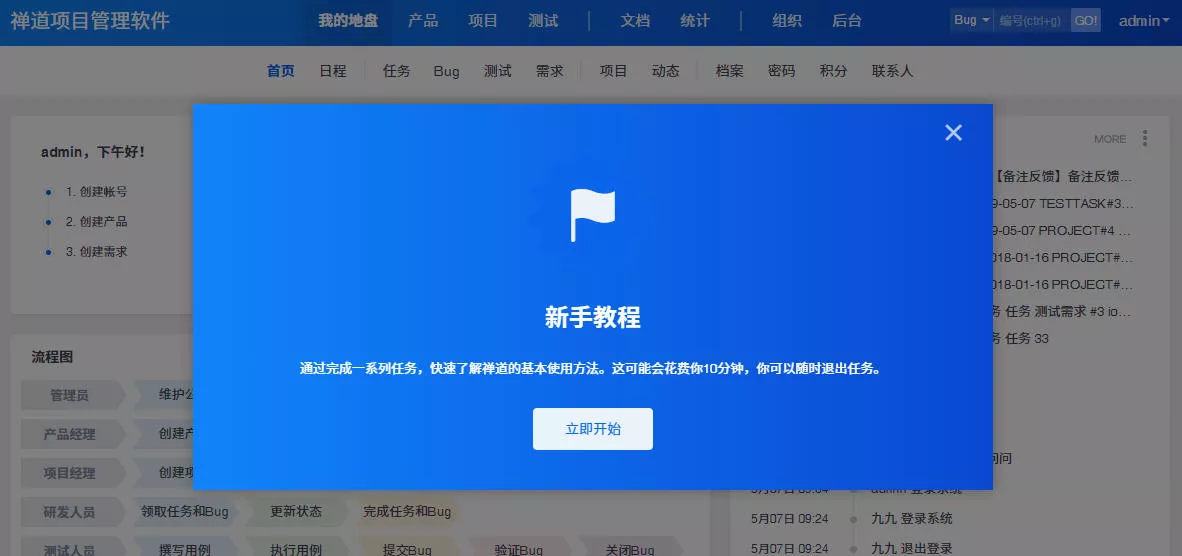 禅道项目管理软件 我的地盘 产品 项目 测试 文档 统计 组织 后台 Bug 编号(ctrl+g) GO! admin
首页 日程 任务 Bug 测试 需求 项目 动态 档案 密码 积分 联系人
MORE
admin，下午好！
1. 创建帐号
2. 创建产品
3. 创建需求
【备注反馈】备注反馈...
9-05-07 TESTTASK#3...
9-05-07 PROJECT#4 ...
018-01-16 PROJECT#...
018-01-16 PROJECT#...
任务 测试需求 #3 io...
任务 33
新手教程
通过完成一系列任务，快速了解禅道的基本使用方法。这可能会花费你10分钟，你可以随时退出任务。
立即开始
流程图
管理员 维护
产品经理 创建
项目经理 创建
问
研发人员 领取任务和Bug 更新状态 完成任务和Bug
5月07日 09:04 admin 登录系统
5月07日 09:24 九九 登录系统
测试人员 撰写用例 执行用例 提交Bug 验证Bug 关闭Bug
5月07日 09:24 九九 退出登录